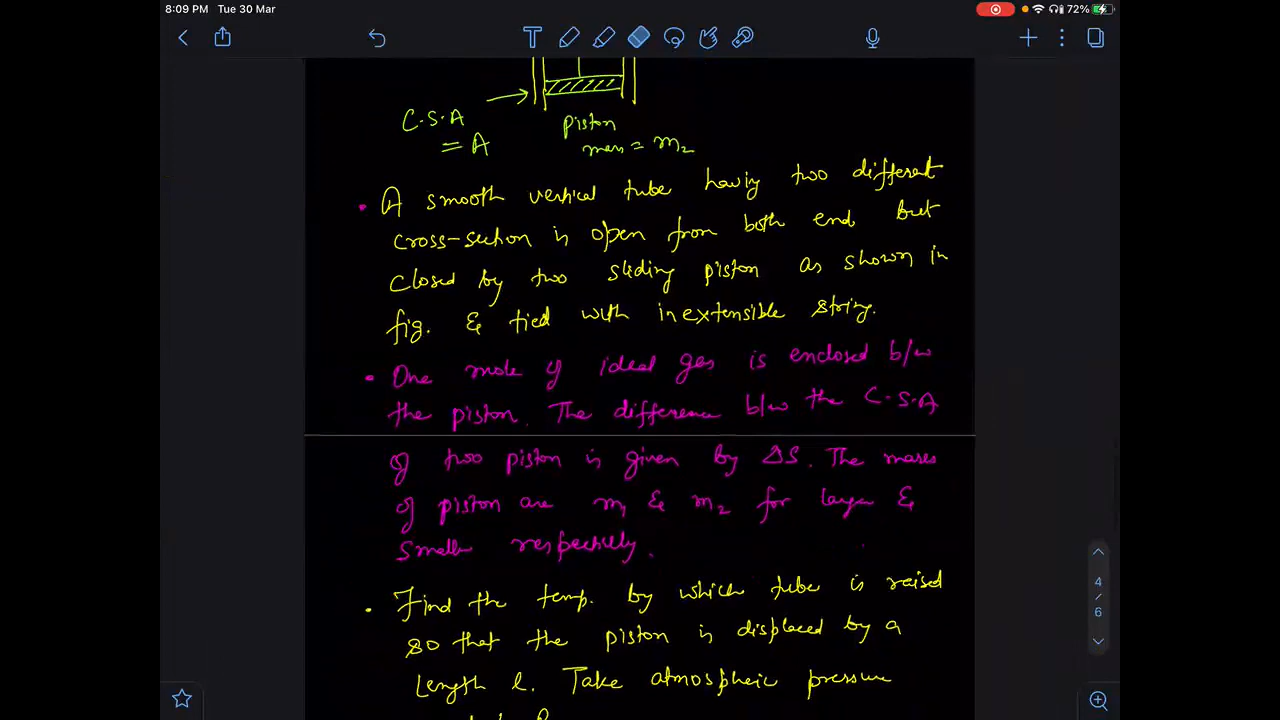 8:09 PM Tue 30 Mar
72%
C.S.A
= A
piston
mass = m2
• A smooth vertical tube having two different
cross-section is open from both end but
closed by two sliding piston as shown in
fig. & tied with inextensible string.
• One mole of ideal gas is enclosed b/w
the piston. The difference b/w the C.S.A
of two piston is given by ΔS. The masses
of piston are m1 & m2 for larger &
smaller respectilly.
• Find the temp. by which tube is raised
so that the piston is displaced by a
length l. Take atmospheric pressure
4
/
6